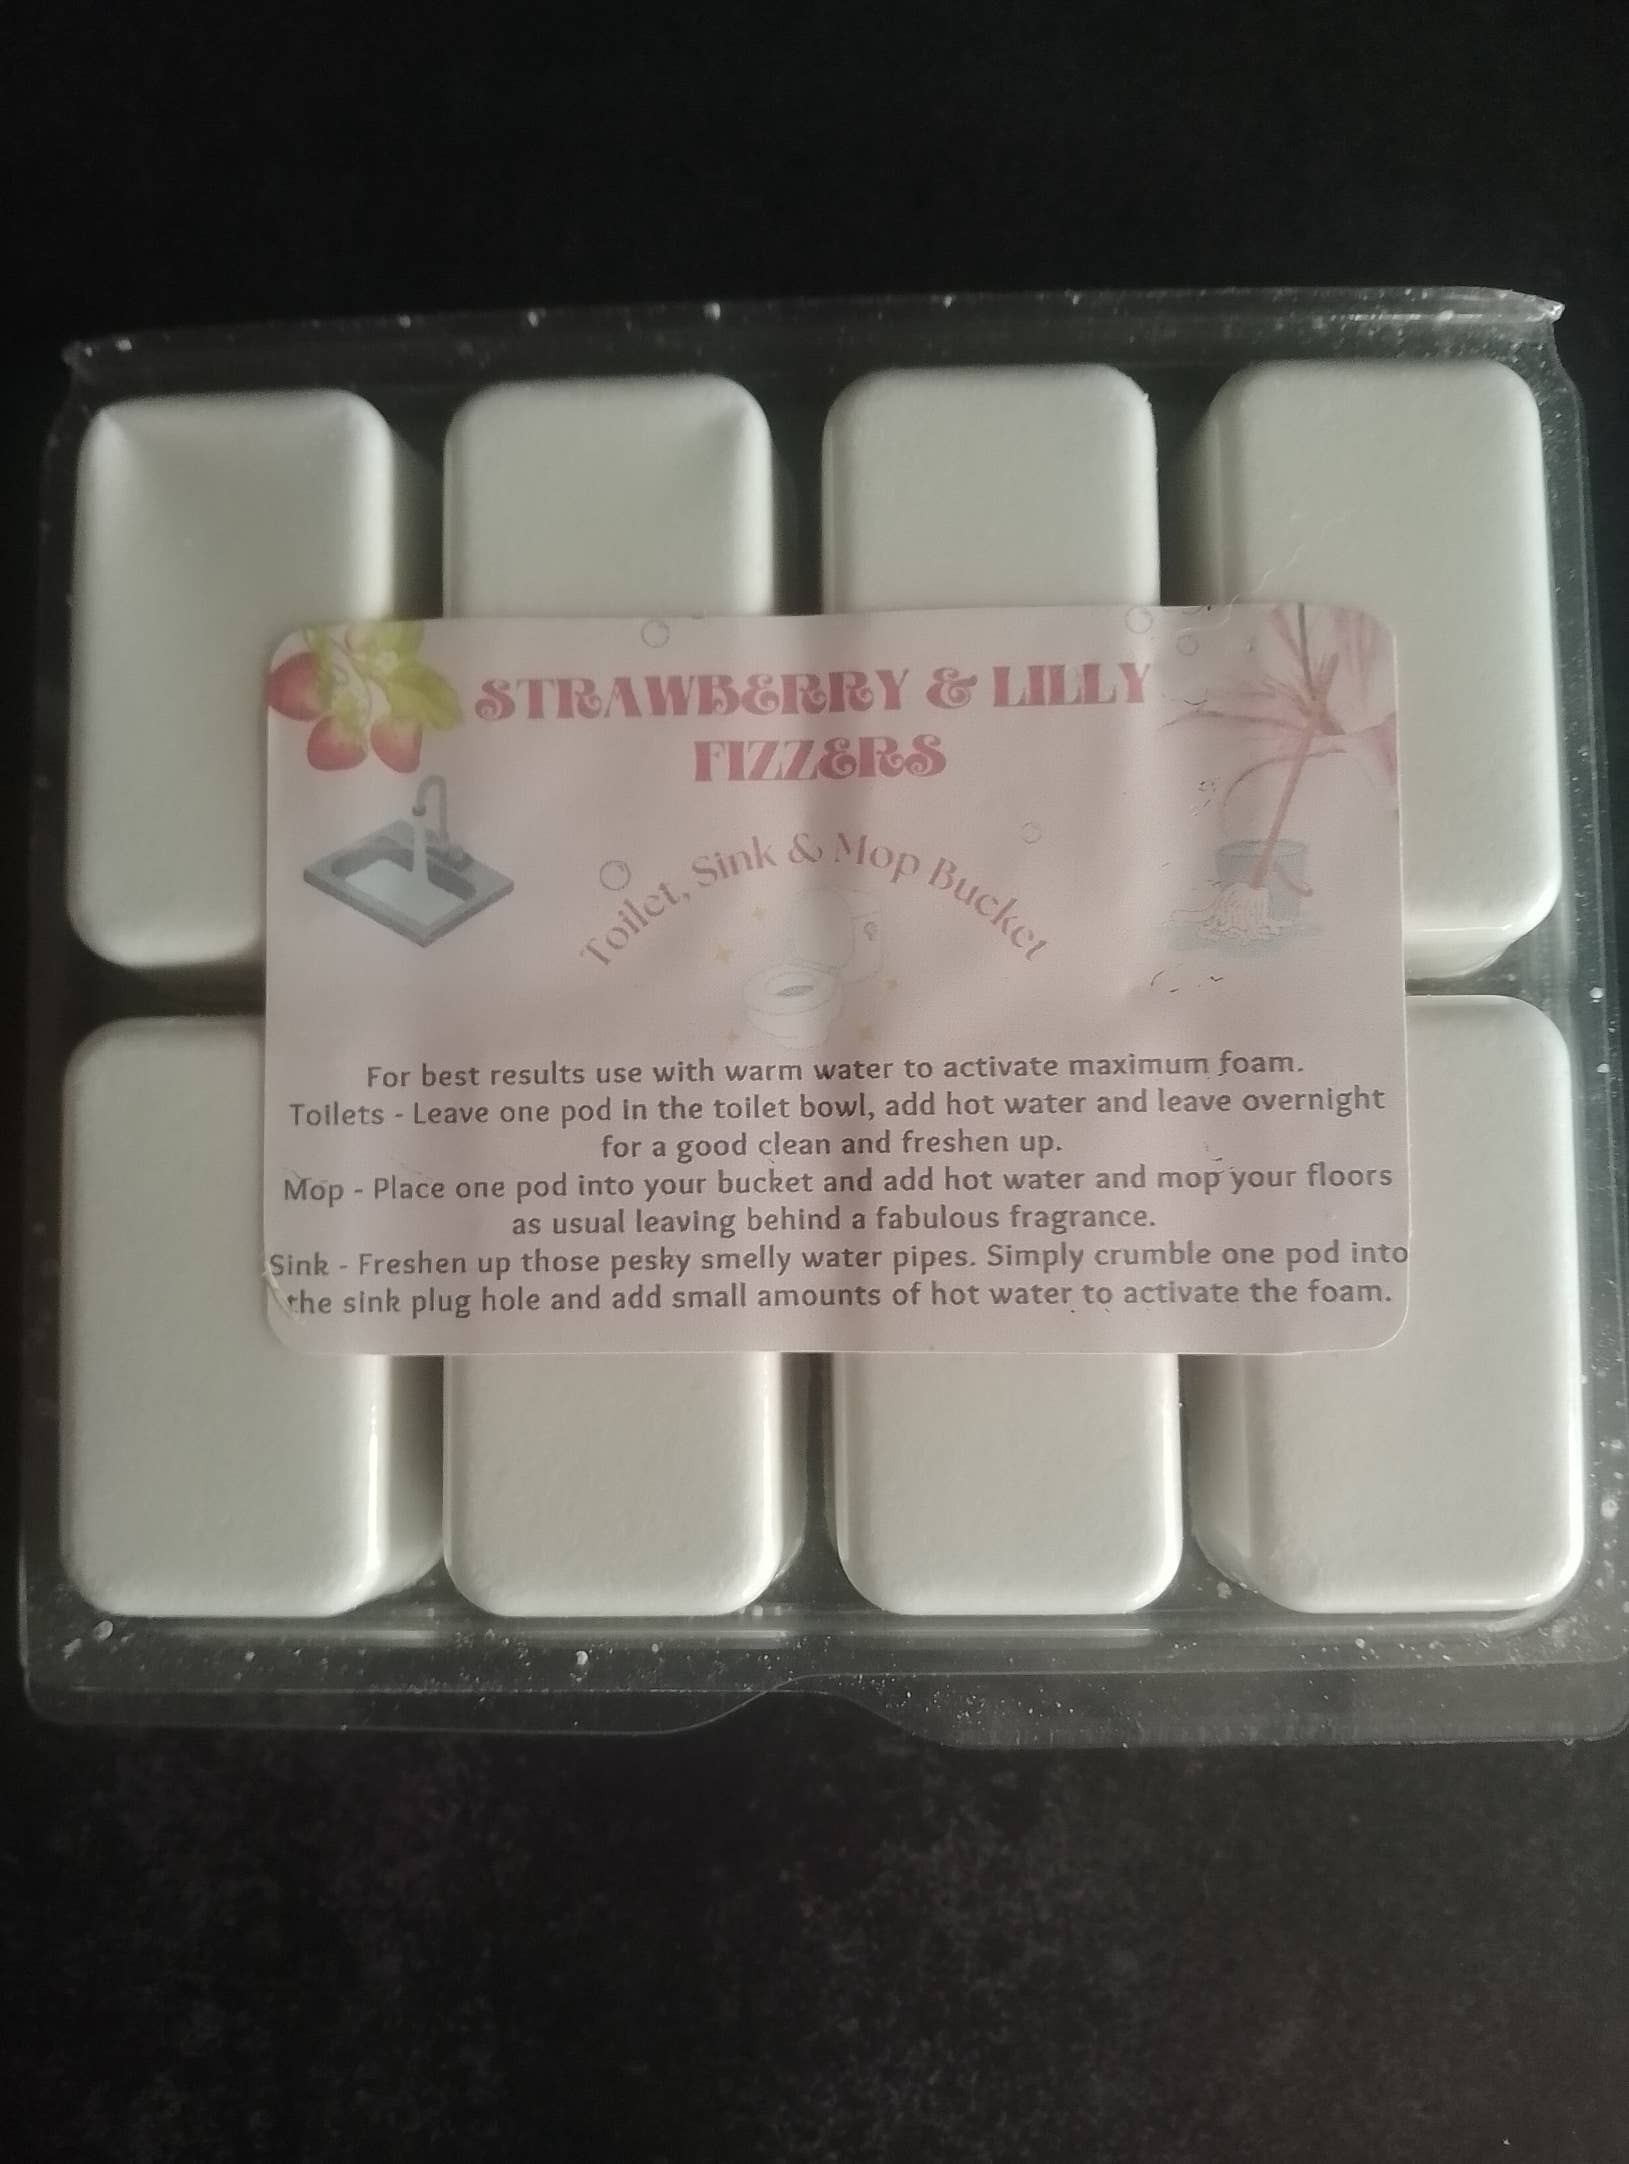 STRAWBERRY & LILLY
FIZZERS
Toilet, Sink & Mop Bucket
For best results use with warm water to activate maximum foam.
Toilets - Leave one pod in the toilet bowl, add hot water and leave overnight
for a good clean and freshen up.
Mop - Place one pod into your bucket and add hot water and mop your floors
as usual leaving behind a fabulous fragrance.
Sink - Freshen up those pesky smelly water pipes. Simply crumble one pod into
the sink plug hole and add small amounts of hot water to activate the foam.